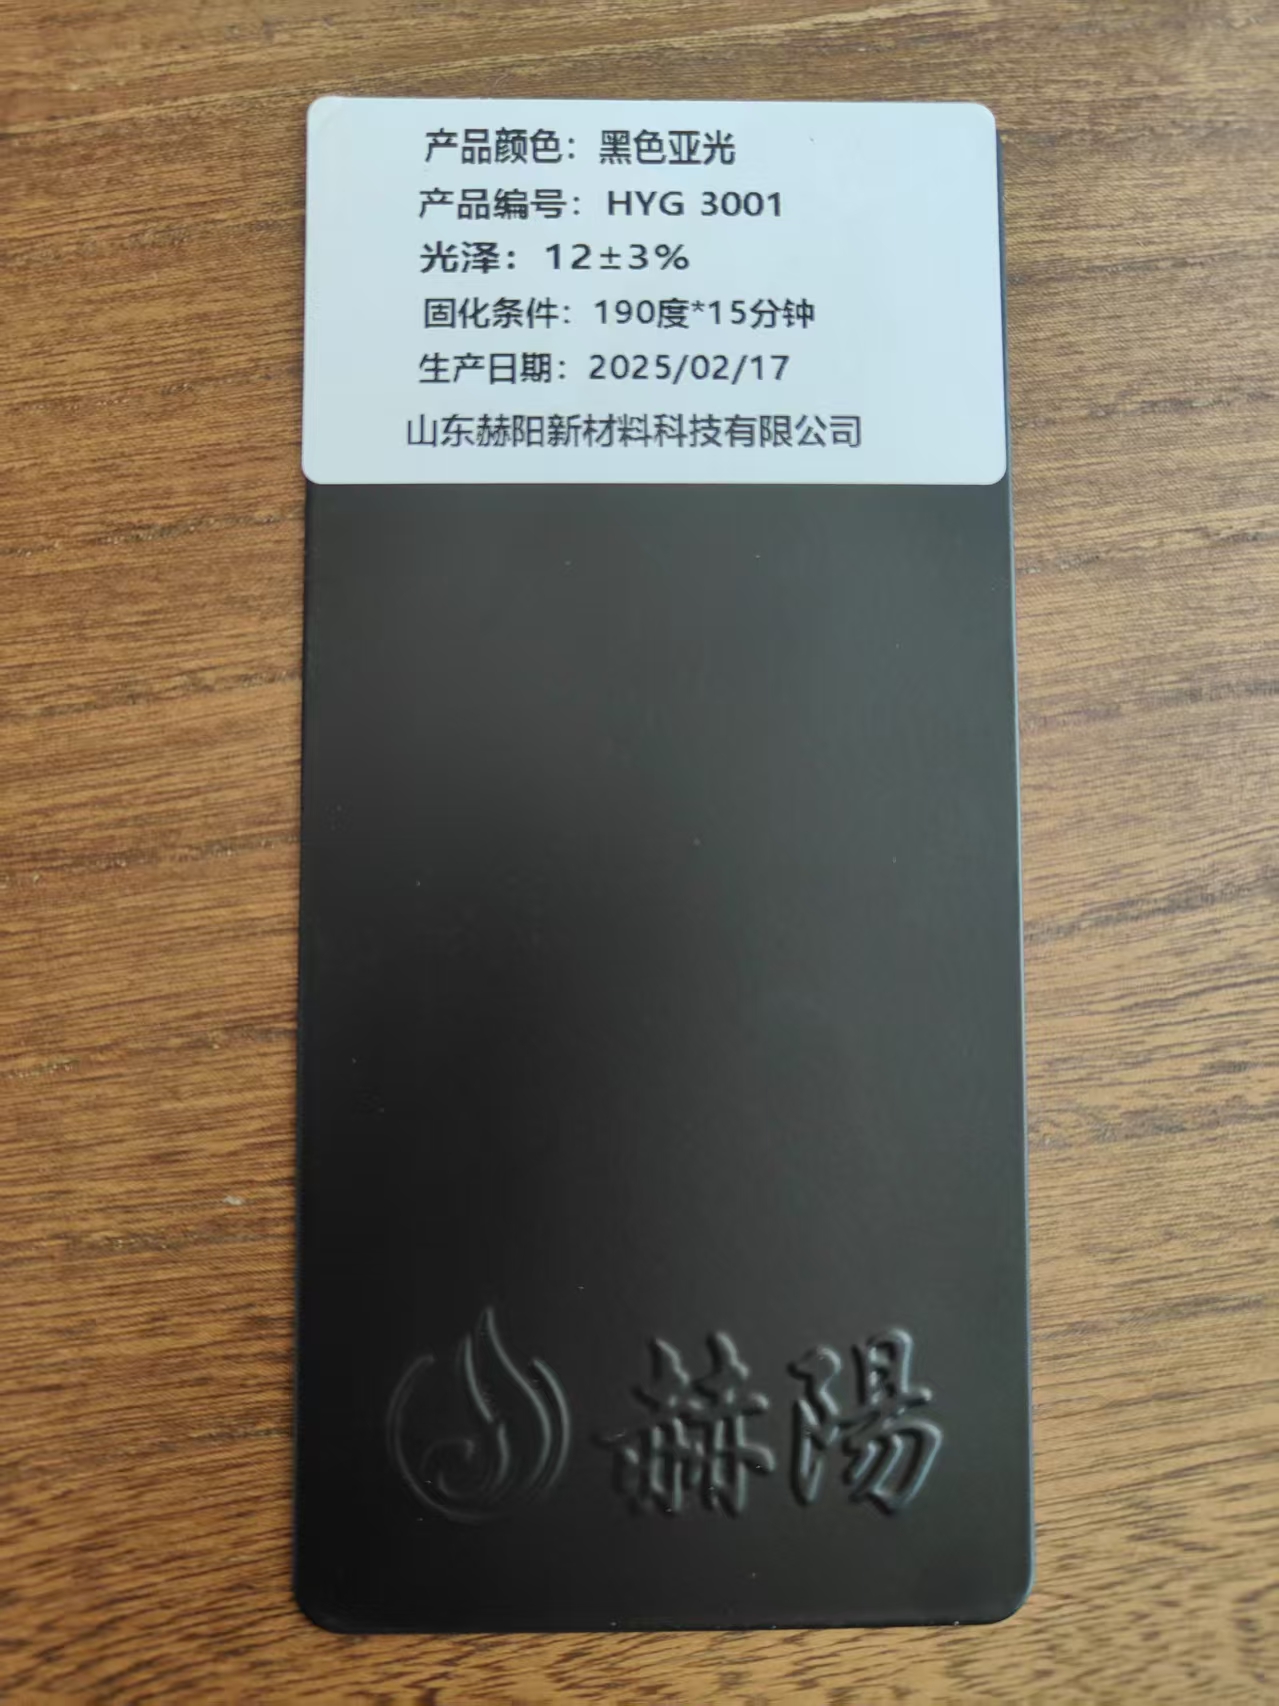 产品颜色：黑色亚光
产品编号：HYG 3001
光泽：12±3%
固化条件：190度*15分钟
生产日期：2025/02/17
山东赫阳新材料科技有限公司
赫陽